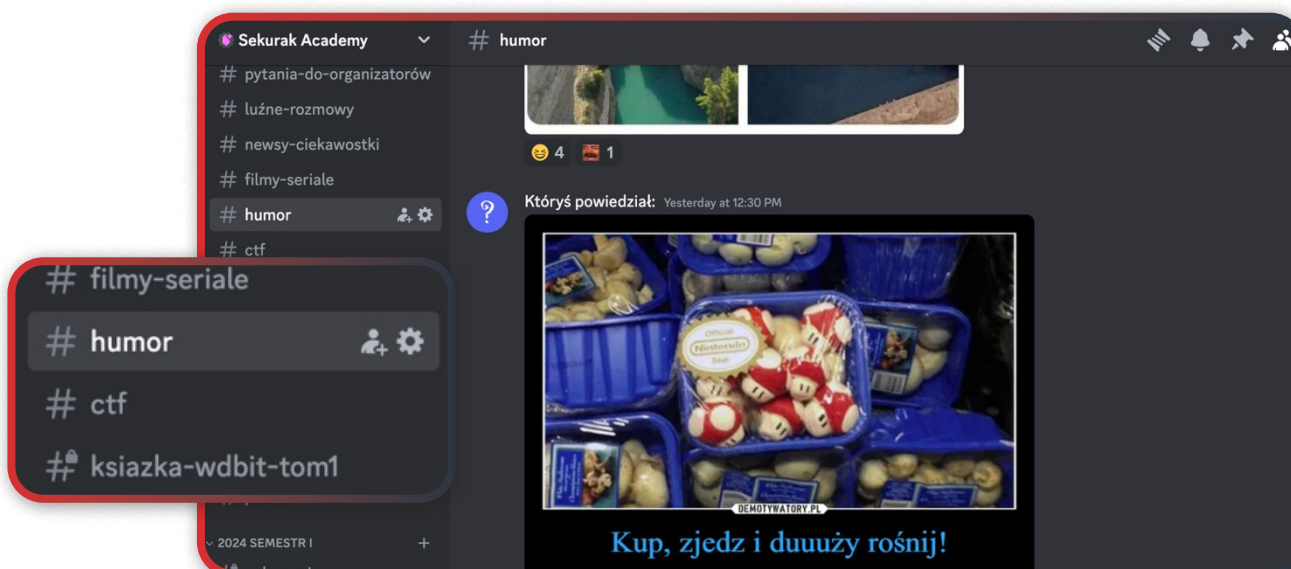 Sekurak Academy
# pytania-do-organizatorów
# luźne-rozmowy
# newsy-ciekawostki
# filmy-seriale
# humor
# ctf
# filmy-seriale
# humor
# ctf
# ksiazka-wdbit-tom1
2024 SEMESTR I
# humor
4
1
Któryś powiedział: Yesterday at 12:30 PM
Official
Nintendo
Seal
DEMOTYWATORY.PL
Kup, zjedz i duuuży rośnij!